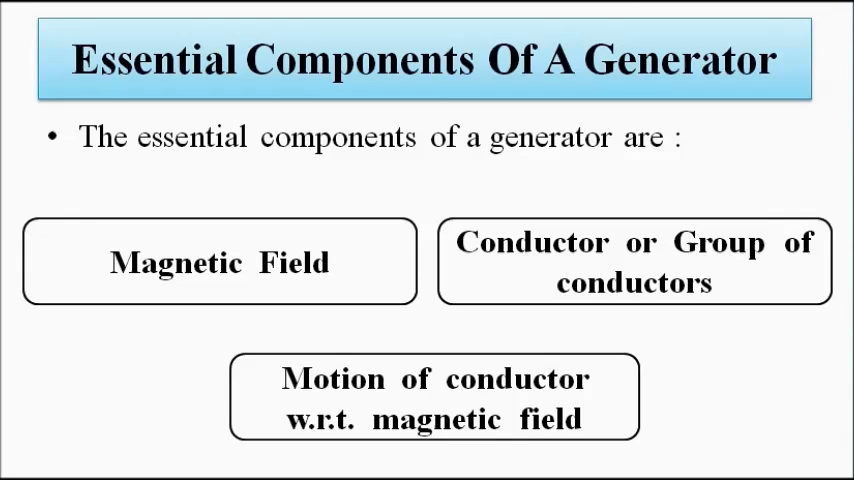 Essential Components Of A Generator
• The essential components of a generator are :
Magnetic Field
Conductor or Group of
conductors
Motion of conductor
w.r.t. magnetic field